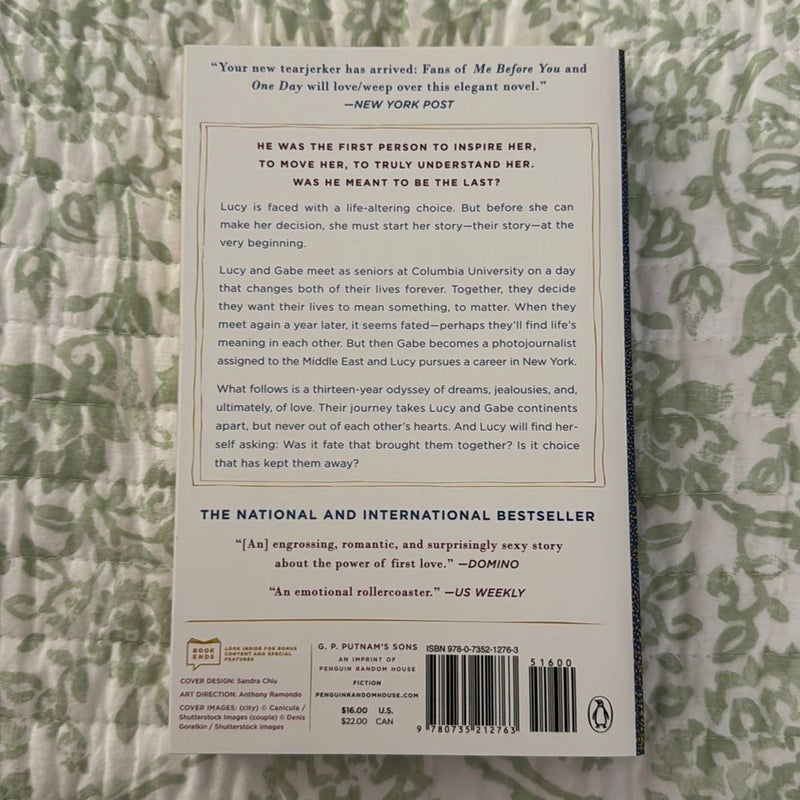 “Your new tearjerker has arrived: Fans of Me Before You and
One Day will love/weep over this elegant novel.”
—NEW YORK POST
HE WAS THE FIRST PERSON TO INSPIRE HER,
TO MOVE HER, TO TRULY UNDERSTAND HER.
WAS HE MEANT TO BE THE LAST?
Lucy is faced with a life-altering choice. But before she can
make her decision, she must start her story—their story—at the
very beginning.
Lucy and Gabe meet as seniors at Columbia University on a day
that changes both of their lives forever. Together, they decide
they want their lives to mean something, to matter. When they
meet again a year later, it seems fated—perhaps they’ll find life’s
meaning in each other. But then Gabe becomes a photojournalist
assigned to the Middle East and Lucy pursues a career in New York.
What follows is a thirteen-year odyssey of dreams, jealousies, and,
ultimately, of love. Their journey takes Lucy and Gabe continents
apart, but never out of each other’s hearts. And Lucy will find her-
self asking: Was it fate that brought them together? Is it choice
that has kept them away?
THE NATIONAL AND INTERNATIONAL BESTSELLER
“[An] engrossing, romantic, and surprisingly sexy story
about the power of first love.” —DOMINO
“An emotional rollercoaster.” —US WEEKLY
BOOK
ENDS
LOOK INSIDE FOR BONUS
CONTENT AND SPECIAL
FEATURES
COVER DESIGN: Sandra Chiu
ART DIRECTION: Anthony Ramondo
COVER IMAGES: (city) © Canicula /
Shutterstock Images (couple) © Denis
Gorelkin / Shutterstock Images
G. P. PUTNAM’S SONS
AN IMPRINT OF
PENGUIN RANDOM HOUSE
FICTION
PENGUINRANDOMHOUSE.COM
$16.00 U.S.
$22.00 CAN
ISBN 978-0-7352-1276-3
51600
9 780735 212763